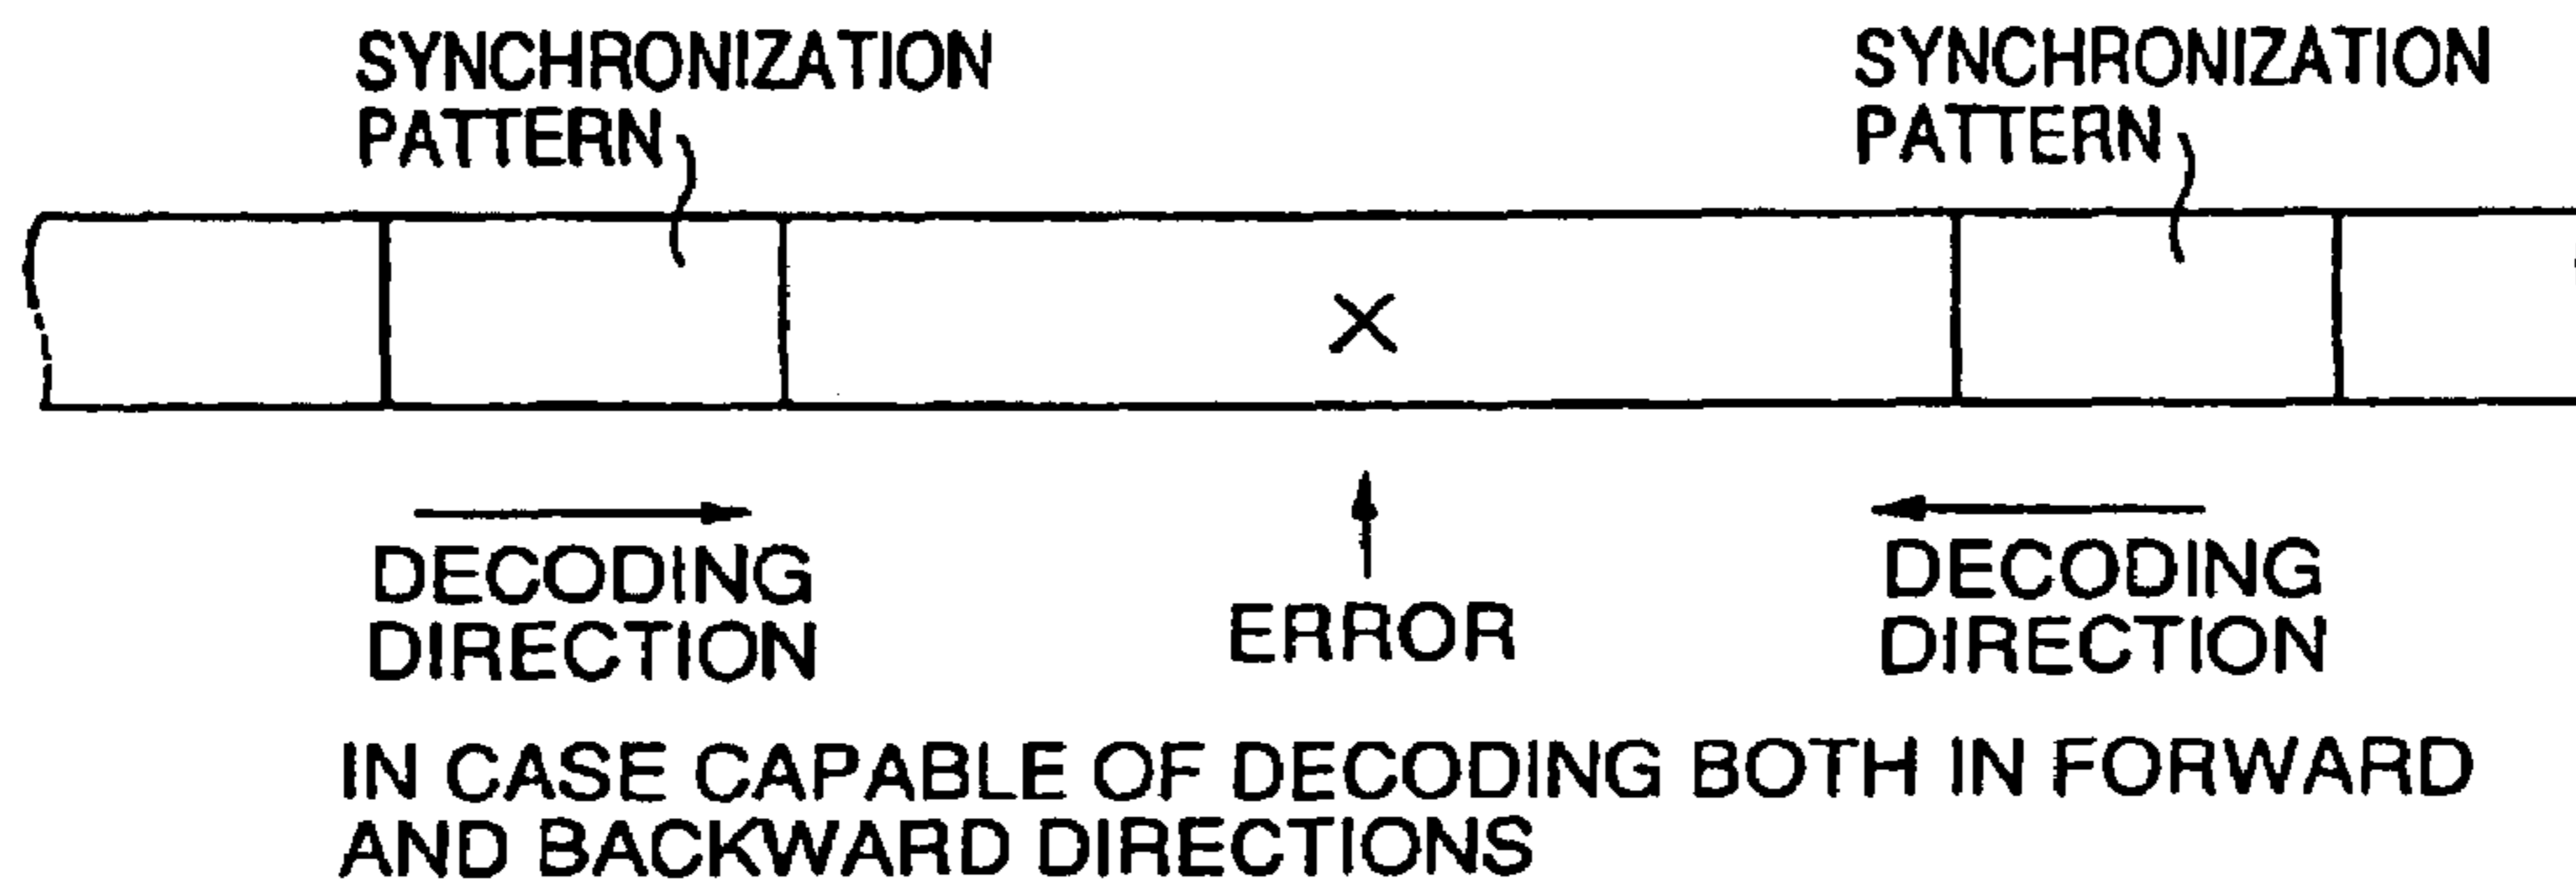 SYNCHRONIZATION
PATTERN
SYNCHRONIZATION
PATTERN
X
DECODING
DIRECTION
ERROR
DECODING
DIRECTION
IN CASE CAPABLE OF DECODING BOTH IN FORWARD
AND BACKWARD DIRECTIONS